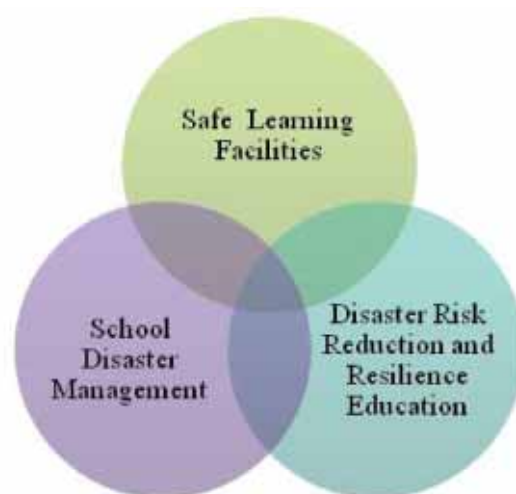 Safe Learning
Facilities
School
Disaster
Management
Disaster Risk
Reduction and
Resilience
Education